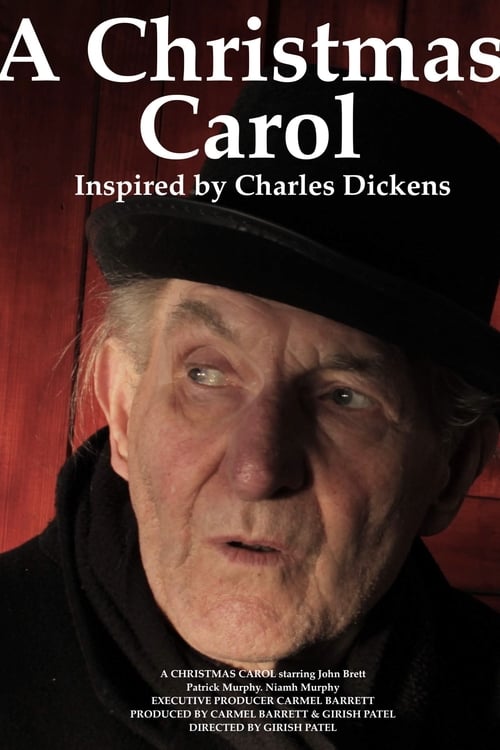 A Christmas
Carol
Inspired by Charles Dickens
A CHRISTMAS CAROL starring John Brett
Patrick Murphy. Niamh Murphy
EXECUTIVE PRODUCER CARMEL BARRETT
PRODUCED BY CARMEL BARRETT & GIRISH PATEL
DIRECTED BY GIRISH PATEL